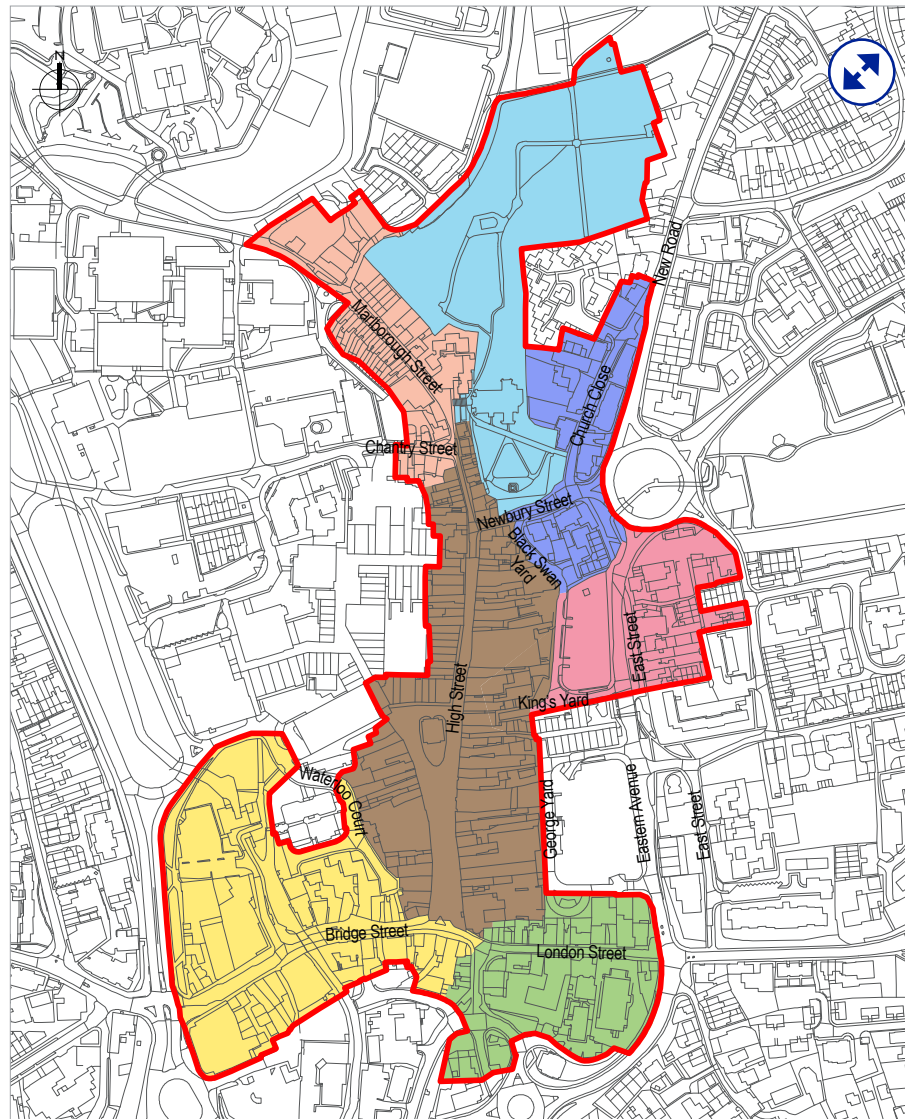 N
New Road
Marlborough Street
Church Close
Chantry Street
Newbury Street
Black Swan
Yard
East Street
High Street
King's Yard
Waterloo Court
George Yard
Eastern Avenue
East Street
Bridge Street
London Street